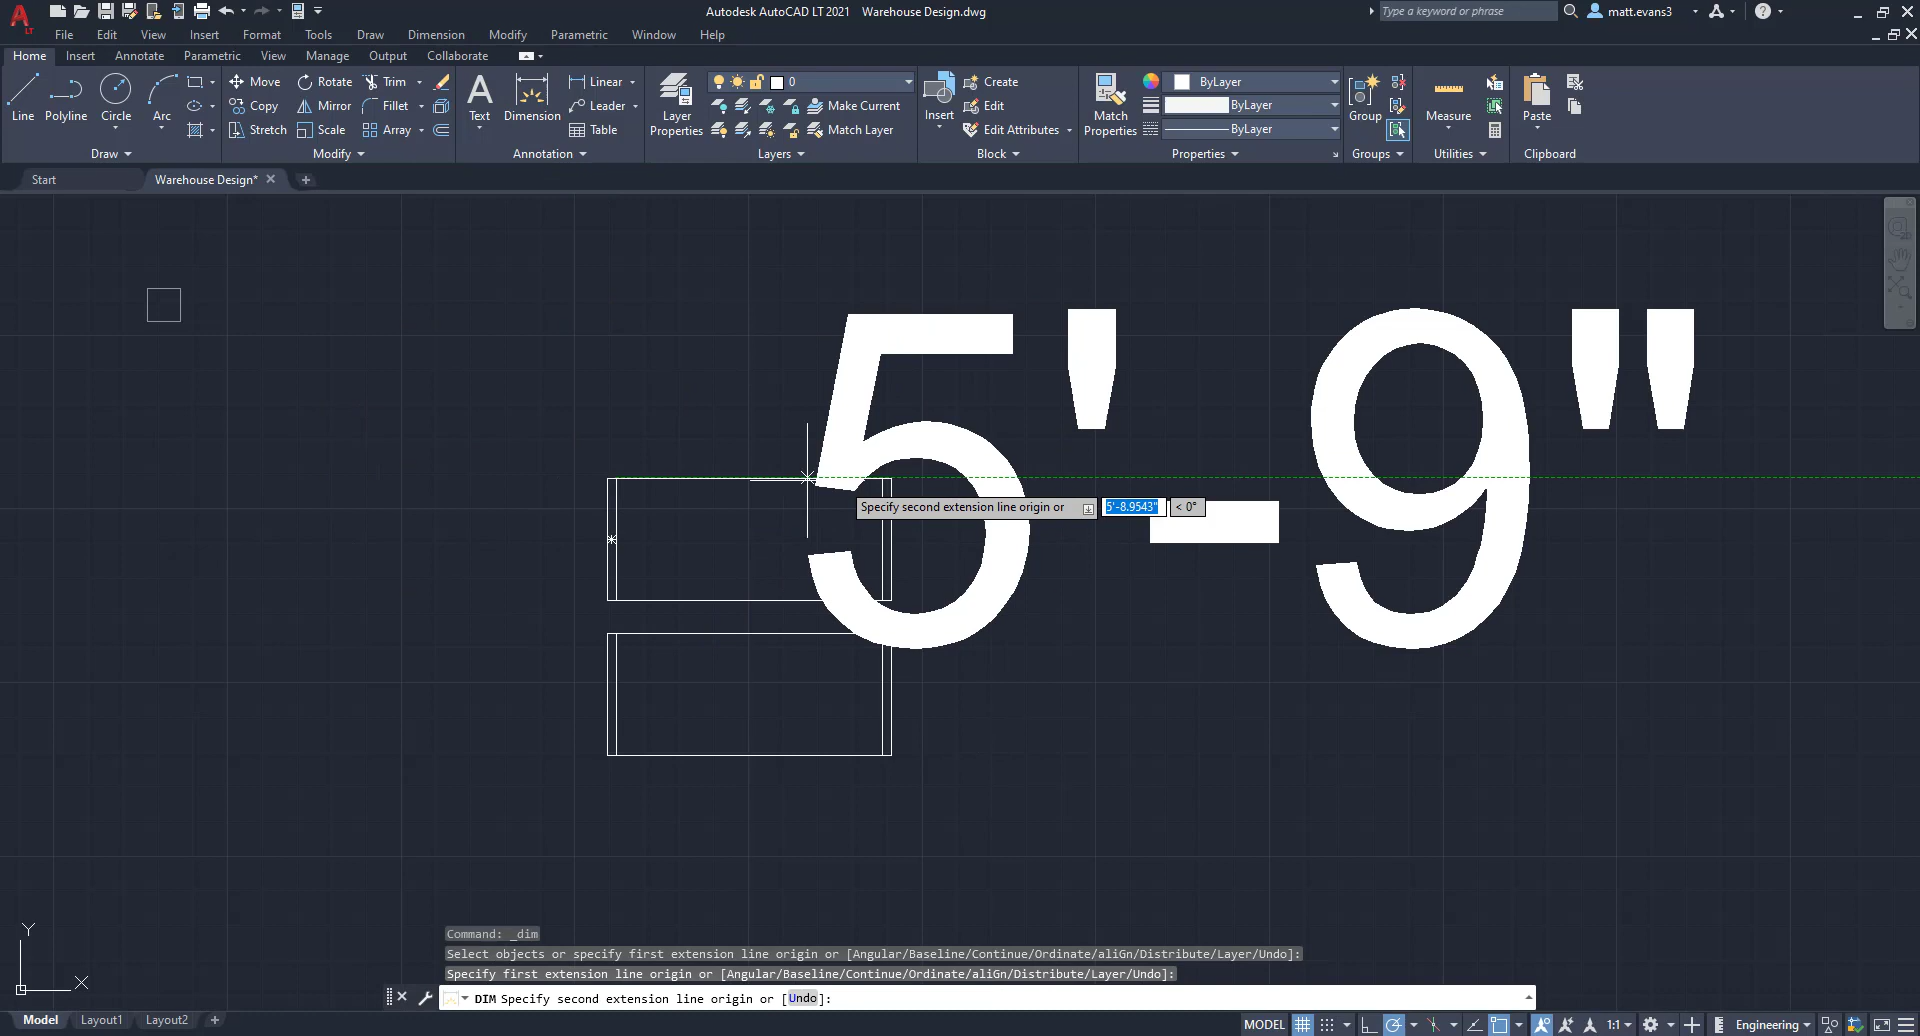 Autodesk AutoCAD LT 2021 Warehouse Design.dwg
Type a keyword or phrase
matt.evans3
File Edit View Insert Format Tools Draw Dimension Modify Parametric Window Help
Home Insert Annotate Parametric View Manage Output Collaborate
Line Polyline Circle Arc
Draw
Move Rotate Trim
Copy Mirror Fillet
Stretch Scale Array
Modify
Text Dimension
Linear
Leader
Table
Annotation
Layer Properties
0
Make Current
Match Layer
Layers
Insert
Create
Edit
Edit Attributes
Block
Match Properties
ByLayer
ByLayer
ByLayer
Properties
Group
Groups
Measure
Utilities
Paste
Clipboard
Start Warehouse Design*
5'-9"
Specify second extension line origin or 5'-8.9543" < 0°
Y
X
Command: _dim
Select objects or specify first extension line origin or [Angular/Baseline/Continue/Ordinate/aliGn/Distribute/Layer/Undo]:
Specify first extension line origin or [Angular/Baseline/Continue/Ordinate/aliGn/Distribute/Layer/Undo]:
DIM Specify second extension line origin or [Undo]:
Model Layout1 Layout2
MODEL 1:1 Engineering